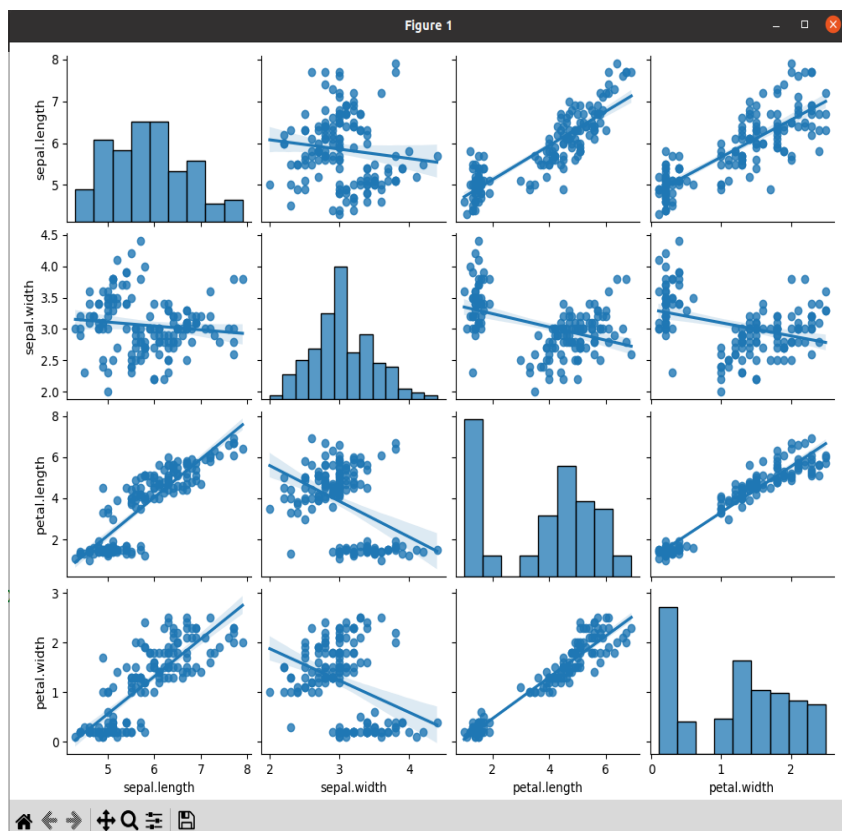 Figure 1
8
7
6
5
sepal.length
4.5
4.0
3.5
3.0
2.5
2.0
sepal.width
8
6
4
2
petal.length
3
2
1
0
petal.width
5 6 7 8
sepal.length
2 3 4
sepal.width
2 4 6
petal.length
0 1 2
petal.width